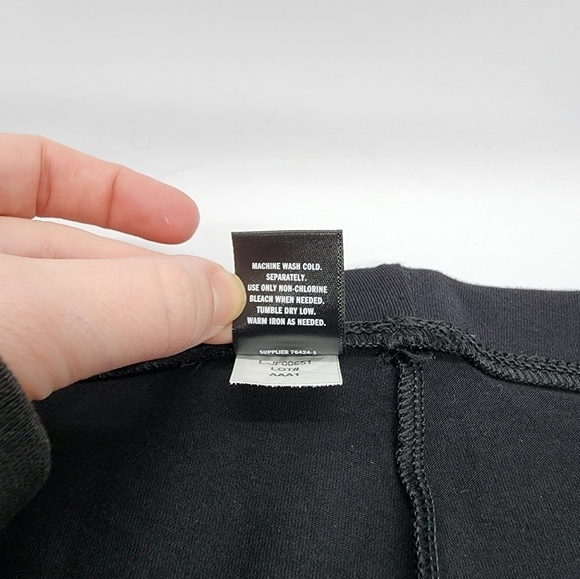 MACHINE WASH COLD.
SEPARATELY.
USE ONLY NON-CHLORINE
BLEACH WHEN NEEDED.
TUMBLE DRY LOW.
WARM IRON AS NEEDED.
SUPPLIER 76424-1
LOT#
AAA1